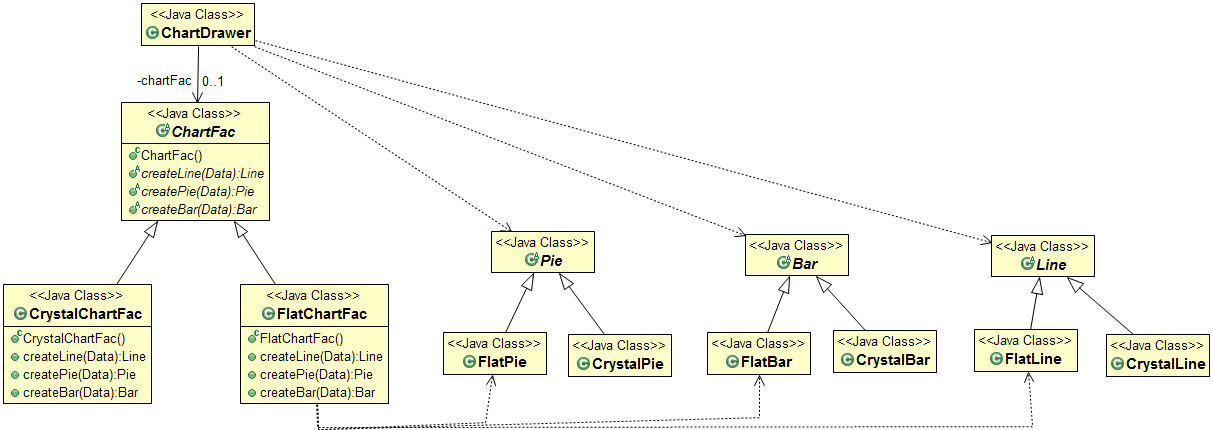 <<Java Class>>
ChartDrawer
-chartFac 0..1
<<Java Class>>
ChartFac
ChartFac()
createLine(Data):Line
createPie(Data):Pie
createBar(Data):Bar
<<Java Class>>
CrystalChartFac
CrystalChartFac()
createLine(Data):Line
createPie(Data):Pie
createBar(Data):Bar
<<Java Class>>
FlatChartFac
FlatChartFac()
createLine(Data):Line
createPie(Data):Pie
createBar(Data):Bar
<<Java Class>>
Pie
<<Java Class>>
FlatPie
<<Java Class>>
CrystalPie
<<Java Class>>
Bar
<<Java Class>>
FlatBar
<<Java Class>>
CrystalBar
<<Java Class>>
Line
<<Java Class>>
FlatLine
<<Java Class>>
CrystalLine